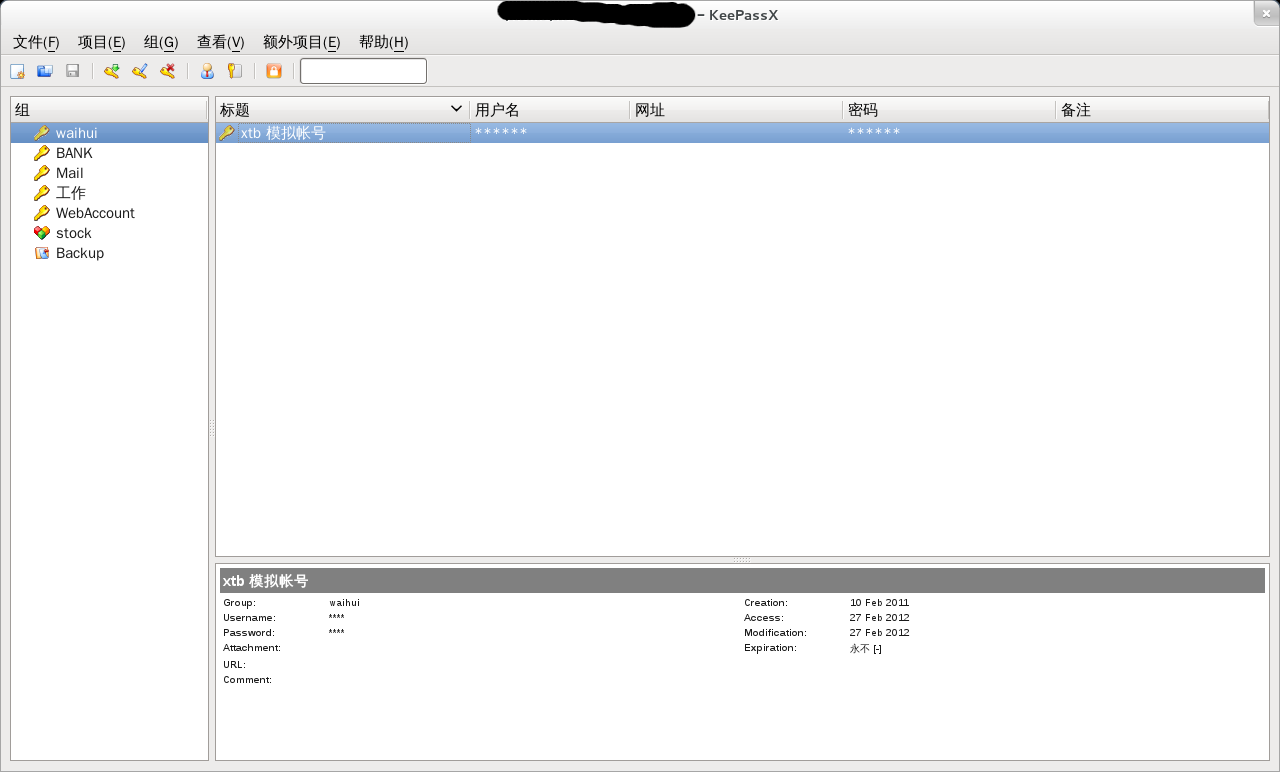 – KeePassX
文件(F) 项目(E) 组(G) 查看(V) 额外项目(E) 帮助(H)
组
waihui
BANK
Mail
工作
WebAccount
stock
Backup
标题 用户名 网址 密码 备注
xtb 模拟帐号 ****** ******
xtb 模拟帐号
Group: waihui Creation: 10 Feb 2011
Username: **** Access: 27 Feb 2012
Password: **** Modification: 27 Feb 2012
Attachment: Expiration: 永不 [-]
URL:
Comment: